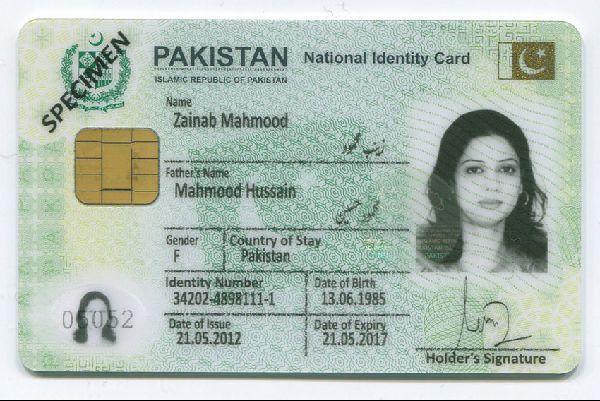 SPECIMEN
PAKISTAN National Identity Card
ISLAMIC REPUBLIC OF PAKISTAN
Name
Zainab Mahmood
زینب محمود
Father's Name
Mahmood Hussain
محمود حسین
Gender Country of Stay
F Pakistan
Identity Number Date of Birth
34202-4898111-1 13.06.1985
Date of Issue Date of Expiry
21.05.2012 21.05.2017
Holder's Signature